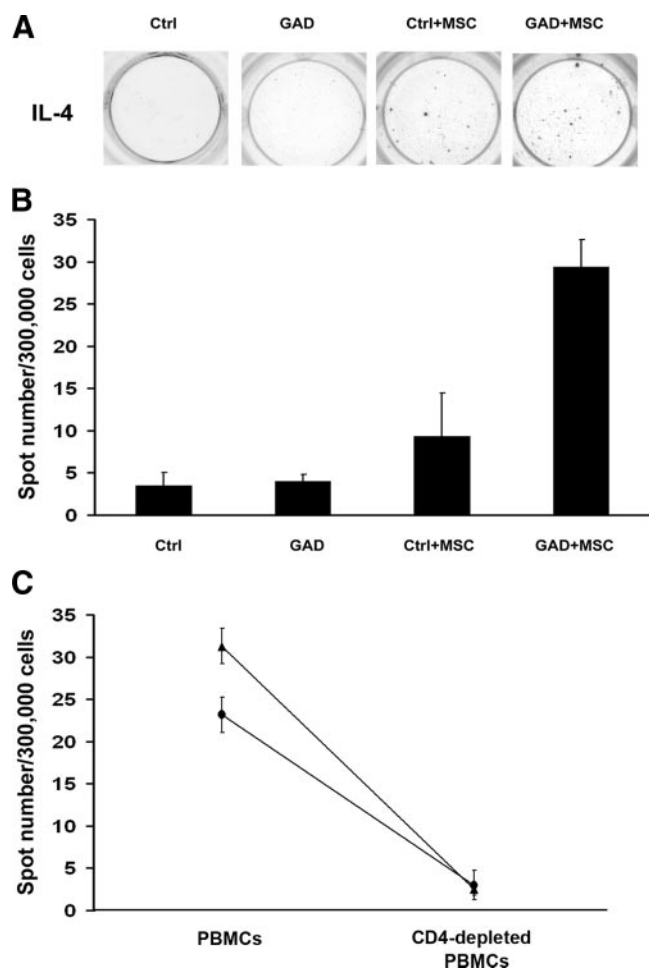 A
Ctrl GAD Ctrl+MSC GAD+MSC
IL-4
B
Spot number/300,000 cells
35
30
25
20
15
10
5
0
Ctrl GAD Ctrl+MSC GAD+MSC
C
Spot number/300,000 cells
35
30
25
20
15
10
5
0
PBMCs CD4-depleted
PBMCs